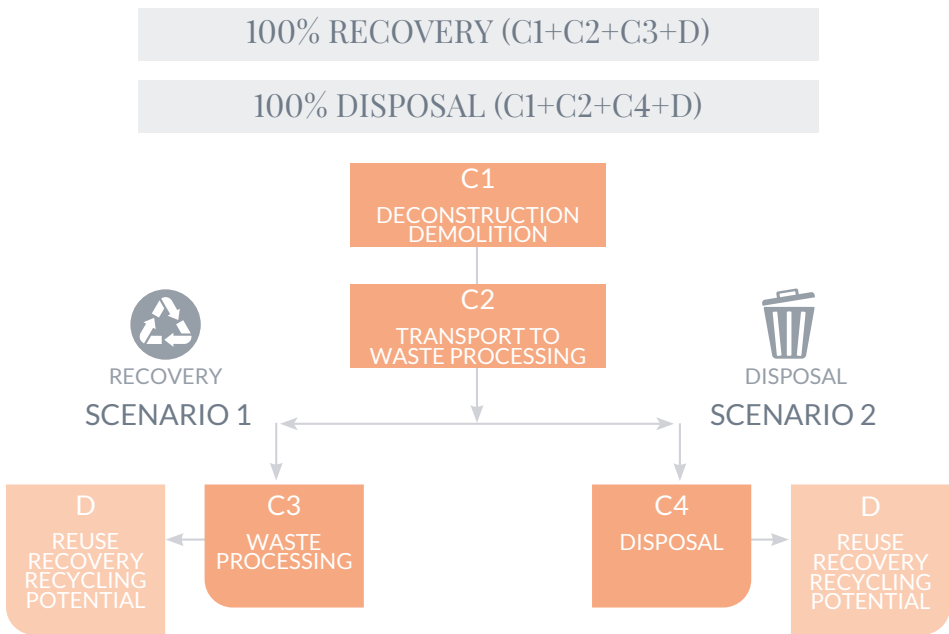 100% RECOVERY (C1+C2+C3+D)
100% DISPOSAL (C1+C2+C4+D)
C1
DECONSTRUCTION
DEMOLITION
C2
TRANSPORT TO
WASTE PROCESSING
RECOVERY
SCENARIO 1
DISPOSAL
SCENARIO 2
D
REUSE
RECOVERY
RECYCLING
POTENTIAL
C3
WASTE
PROCESSING
C4
DISPOSAL
D
REUSE
RECOVERY
RECYCLING
POTENTIAL